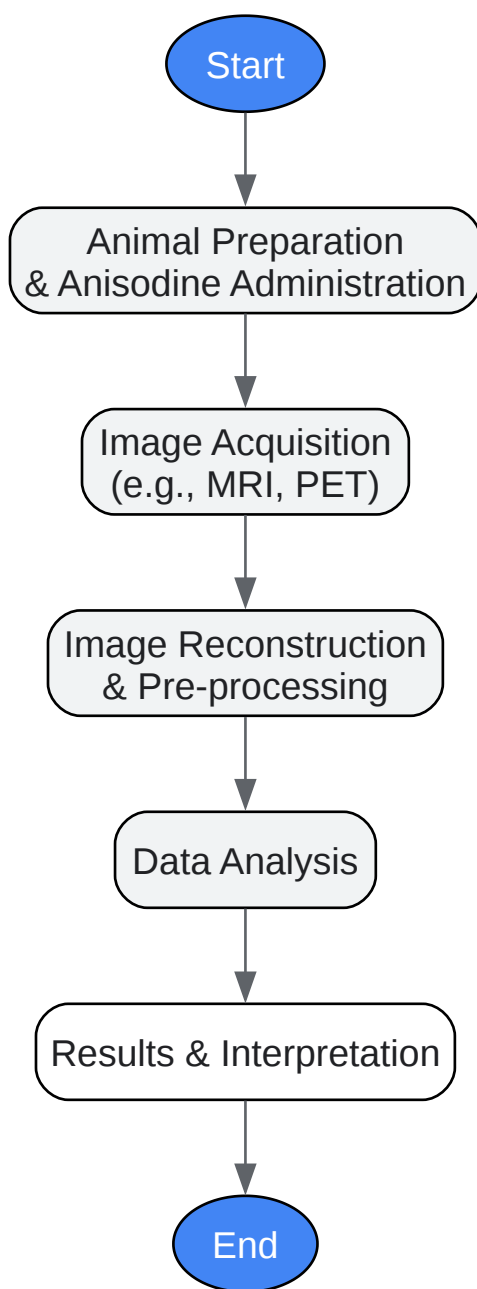 Start
Animal Preparation
& Anisodine Administration
Image Acquisition
(e.g., MRI, PET)
Image Reconstruction
& Pre-processing
Data Analysis
Results & Interpretation
End